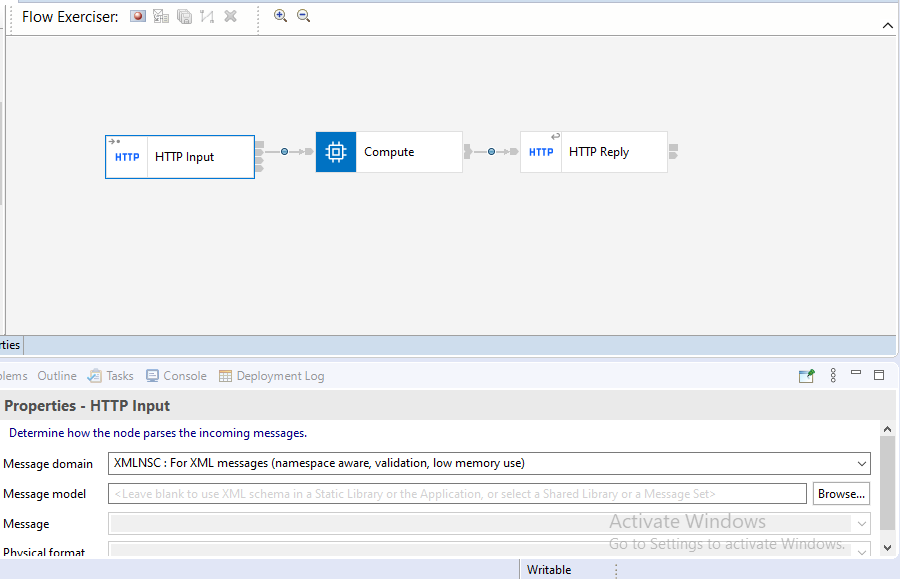 Flow Exerciser:
HTTP HTTP Input
Compute
HTTP HTTP Reply
rties
blems Outline Tasks Console Deployment Log
Properties - HTTP Input
Determine how the node parses the incoming messages.
Message domain XMLNSC : For XML messages (namespace aware, validation, low memory use)
Message model <Leave blank to use XML schema in a Static Library or the Application, or select a Shared Library or a Message Set> Browse...
Message
Activate Windows
Physical format
Go to Settings to activate Windows.
Writable